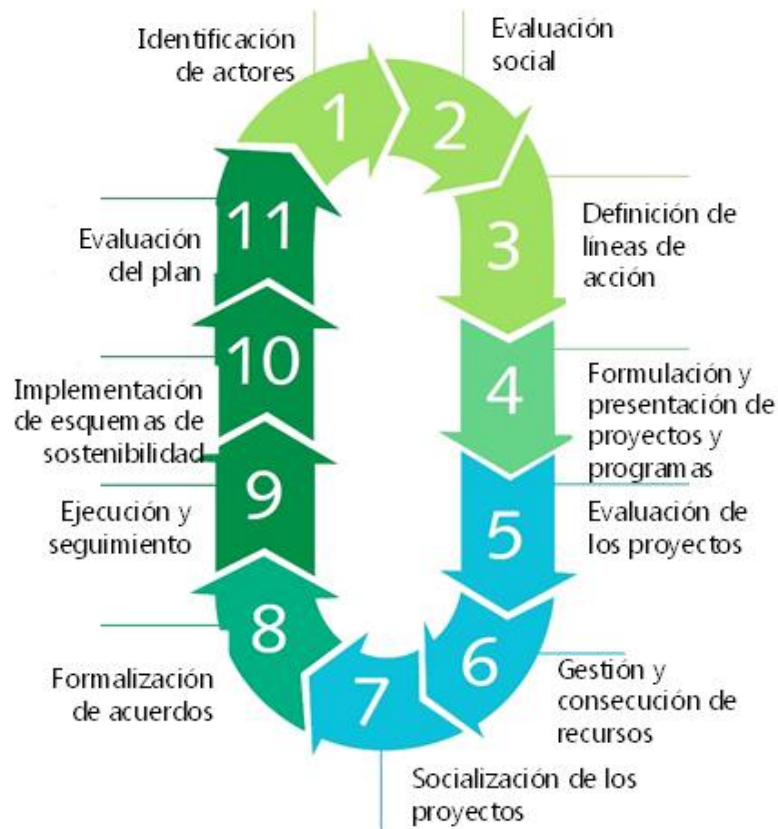 1
Identificación
de actores
2
Evaluación
social
3
Definición de
líneas de
acción
4
Formulación y
presentación de
proyectos y
programas
5
Evaluación de
los proyectos
6
Gestión y
consecución de
recursos
7
Socialización de los
proyectos
8
Formalización
de acuerdos
9
Ejecución y
seguimiento
10
Implementación
de esquemas de
sostenibilidad
11
Evaluación
del plan